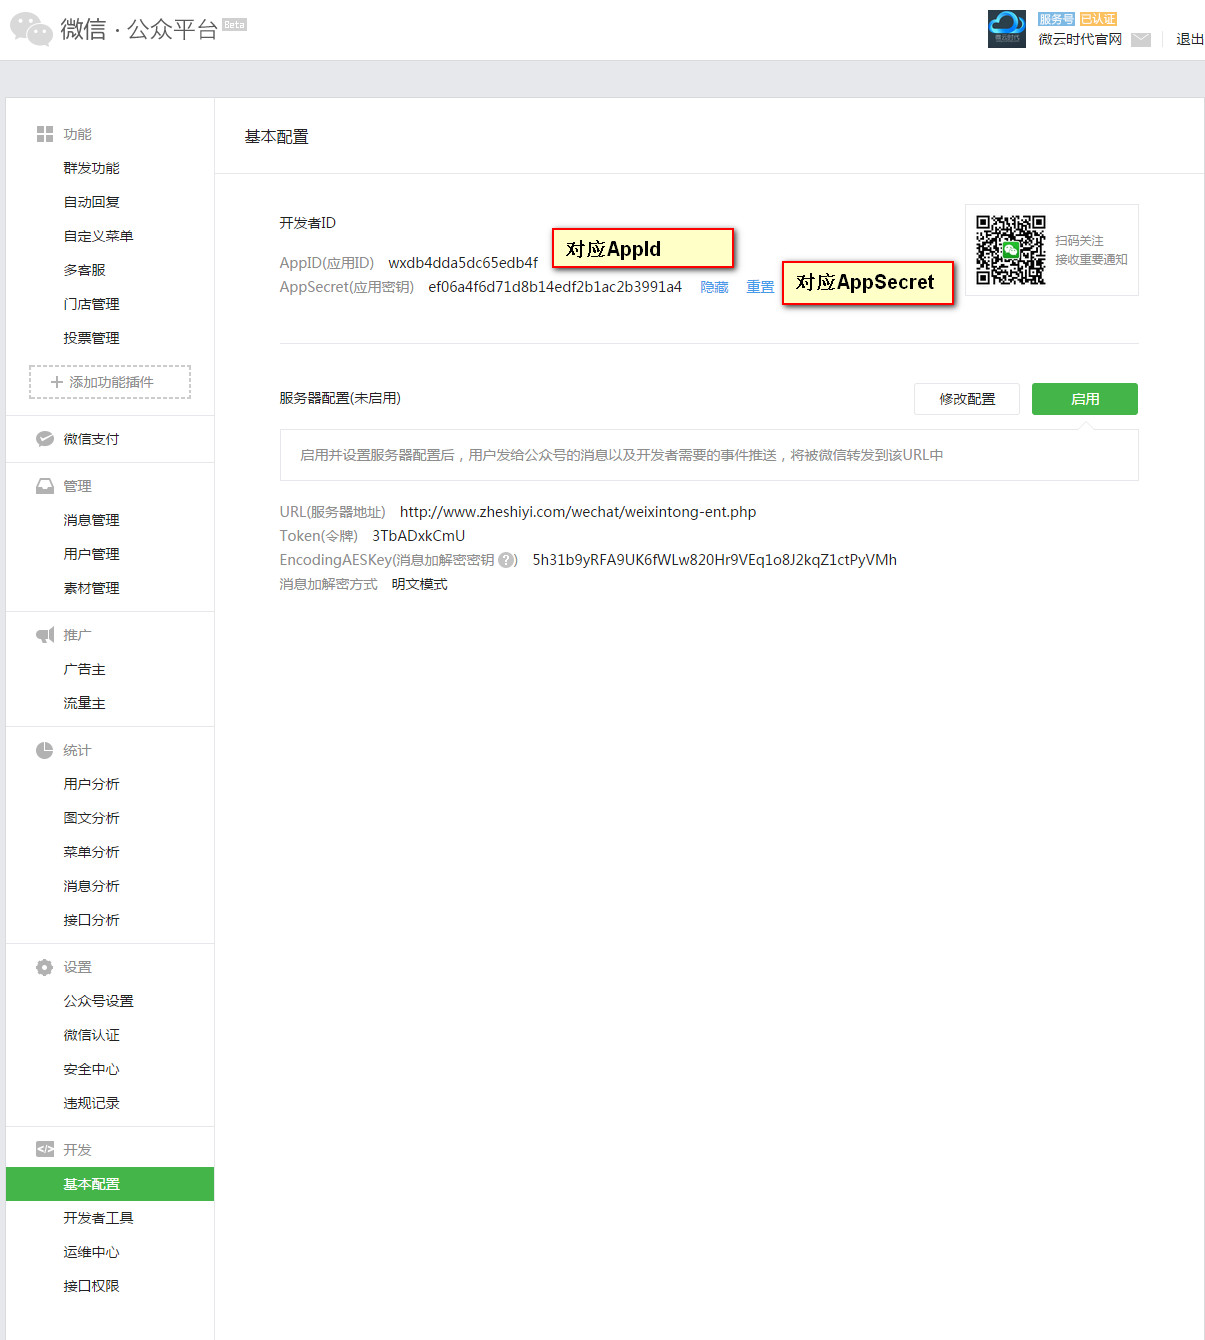 微信 · 公众平台 Beta
服务号 已认证
微云时代官网 退出
功能
群发功能
自动回复
自定义菜单
多客服
门店管理
投票管理
添加功能插件
微信支付
管理
消息管理
用户管理
素材管理
推广
广告主
流量主
统计
用户分析
图文分析
菜单分析
消息分析
接口分析
设置
公众号设置
微信认证
安全中心
违规记录
开发
基本配置
开发者工具
运维中心
接口权限
基本配置
开发者ID
AppID(应用ID) wxdb4dda5dc65edb4f
对应AppId
AppSecret(应用密钥) ef06a4f6d71d8b14edf2b1ac2b3991a4 隐藏 重置
对应AppSecret
扫码关注
接收重要通知
服务器配置(未启用)
修改配置 启用
启用并设置服务器配置后，用户发给公众号的消息以及开发者需要的事件推送，将被微信转发到该URL中
URL(服务器地址) http://www.zheshiyi.com/wechat/weixintong-ent.php
Token(令牌) 3TbADxkCmU
EncodingAESKey(消息加解密密钥 ?) 5h31b9yRFA9UK6fWLw820Hr9VEq1o8J2kqZ1ctPyVMh
消息加解密方式 明文模式